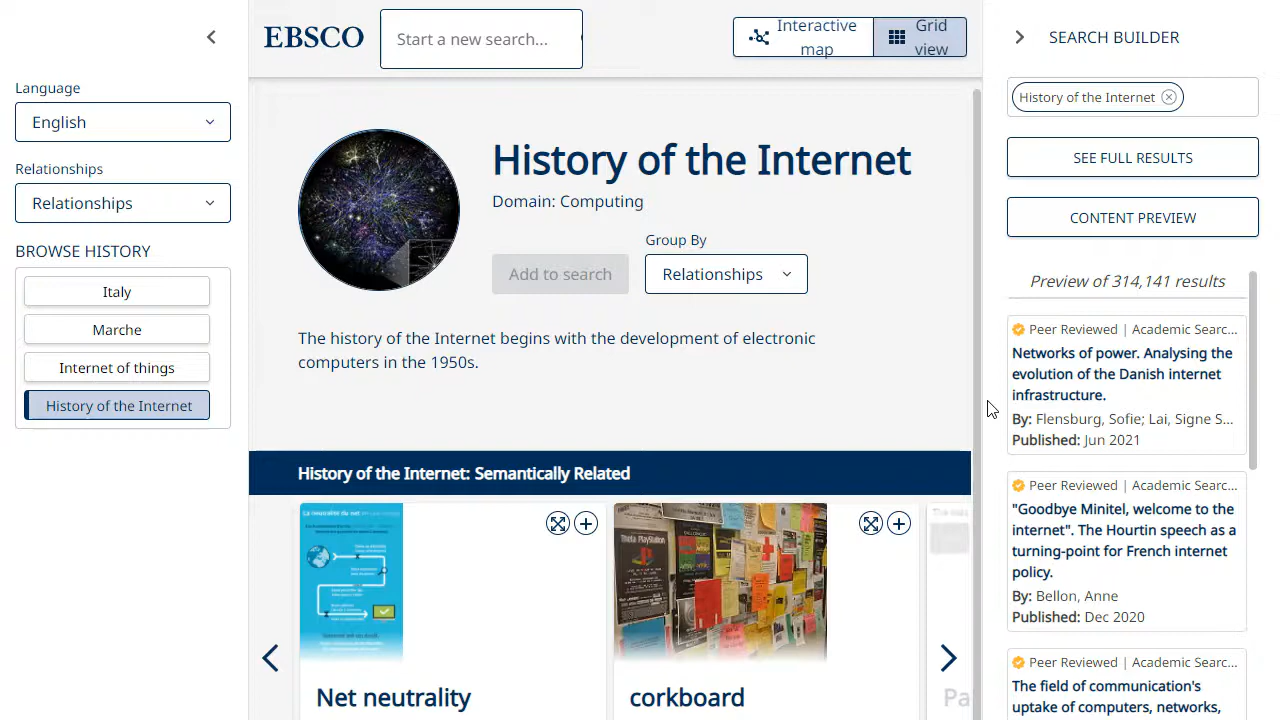 EBSCO
Start a new search...
Interactive map
Grid view
SEARCH BUILDER
Language
English
Relationships
Relationships
BROWSE HISTORY
Italy
Marche
Internet of things
History of the Internet
History of the Internet
Domain: Computing
Add to search
Group By
Relationships
The history of the Internet begins with the development of electronic
computers in the 1950s.
History of the Internet: Semantically Related
Net neutrality
Theta PlayStation
corkboard
Pa
History of the Internet
SEE FULL RESULTS
CONTENT PREVIEW
Preview of 314,141 results
Peer Reviewed | Academic Searc...
Networks of power. Analysing the
evolution of the Danish internet
infrastructure.
By: Flensburg, Sofie; Lai, Signe S...
Published: Jun 2021
Peer Reviewed | Academic Searc...
"Goodbye Minitel, welcome to the
internet". The Hourtin speech as a
turning-point for French internet
policy.
By: Bellon, Anne
Published: Dec 2020
Peer Reviewed | Academic Searc...
The field of communication's
uptake of computers, networks,